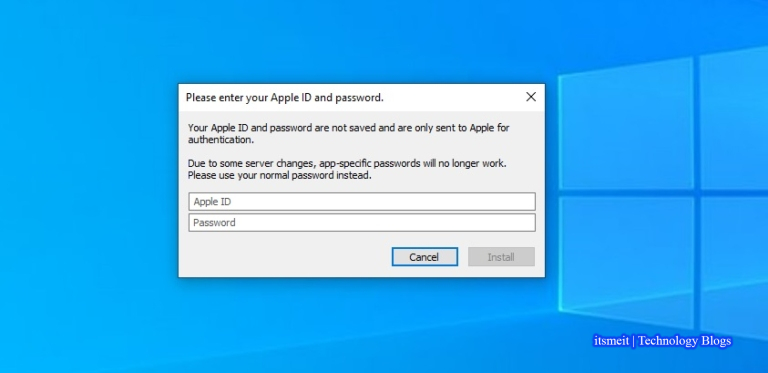 Please enter your Apple ID and password.
Your Apple ID and password are not saved and are only sent to Apple for
authentication.
Due to some server changes, app-specific passwords will no longer work.
Please use your normal password instead.
Apple ID
Password
Cancel
Install
itsmeit | Technology Blogs